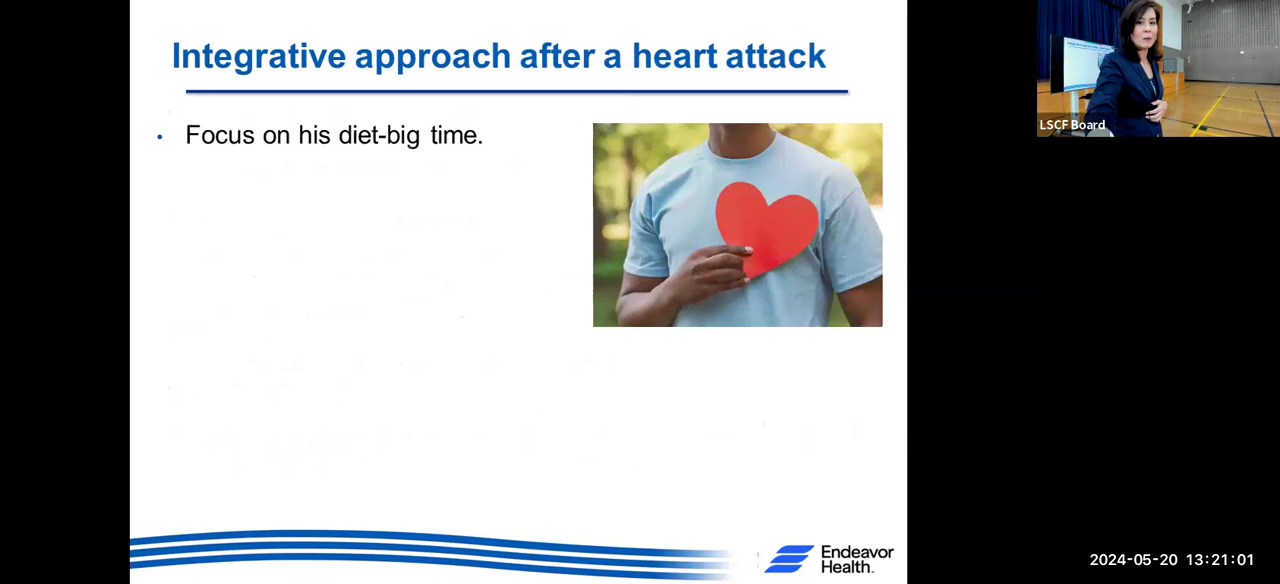 Integrative approach after a heart attack
• Focus on his diet-big time.
LSCF Board
Endeavor
Health.
2024-05-20 13:21:01